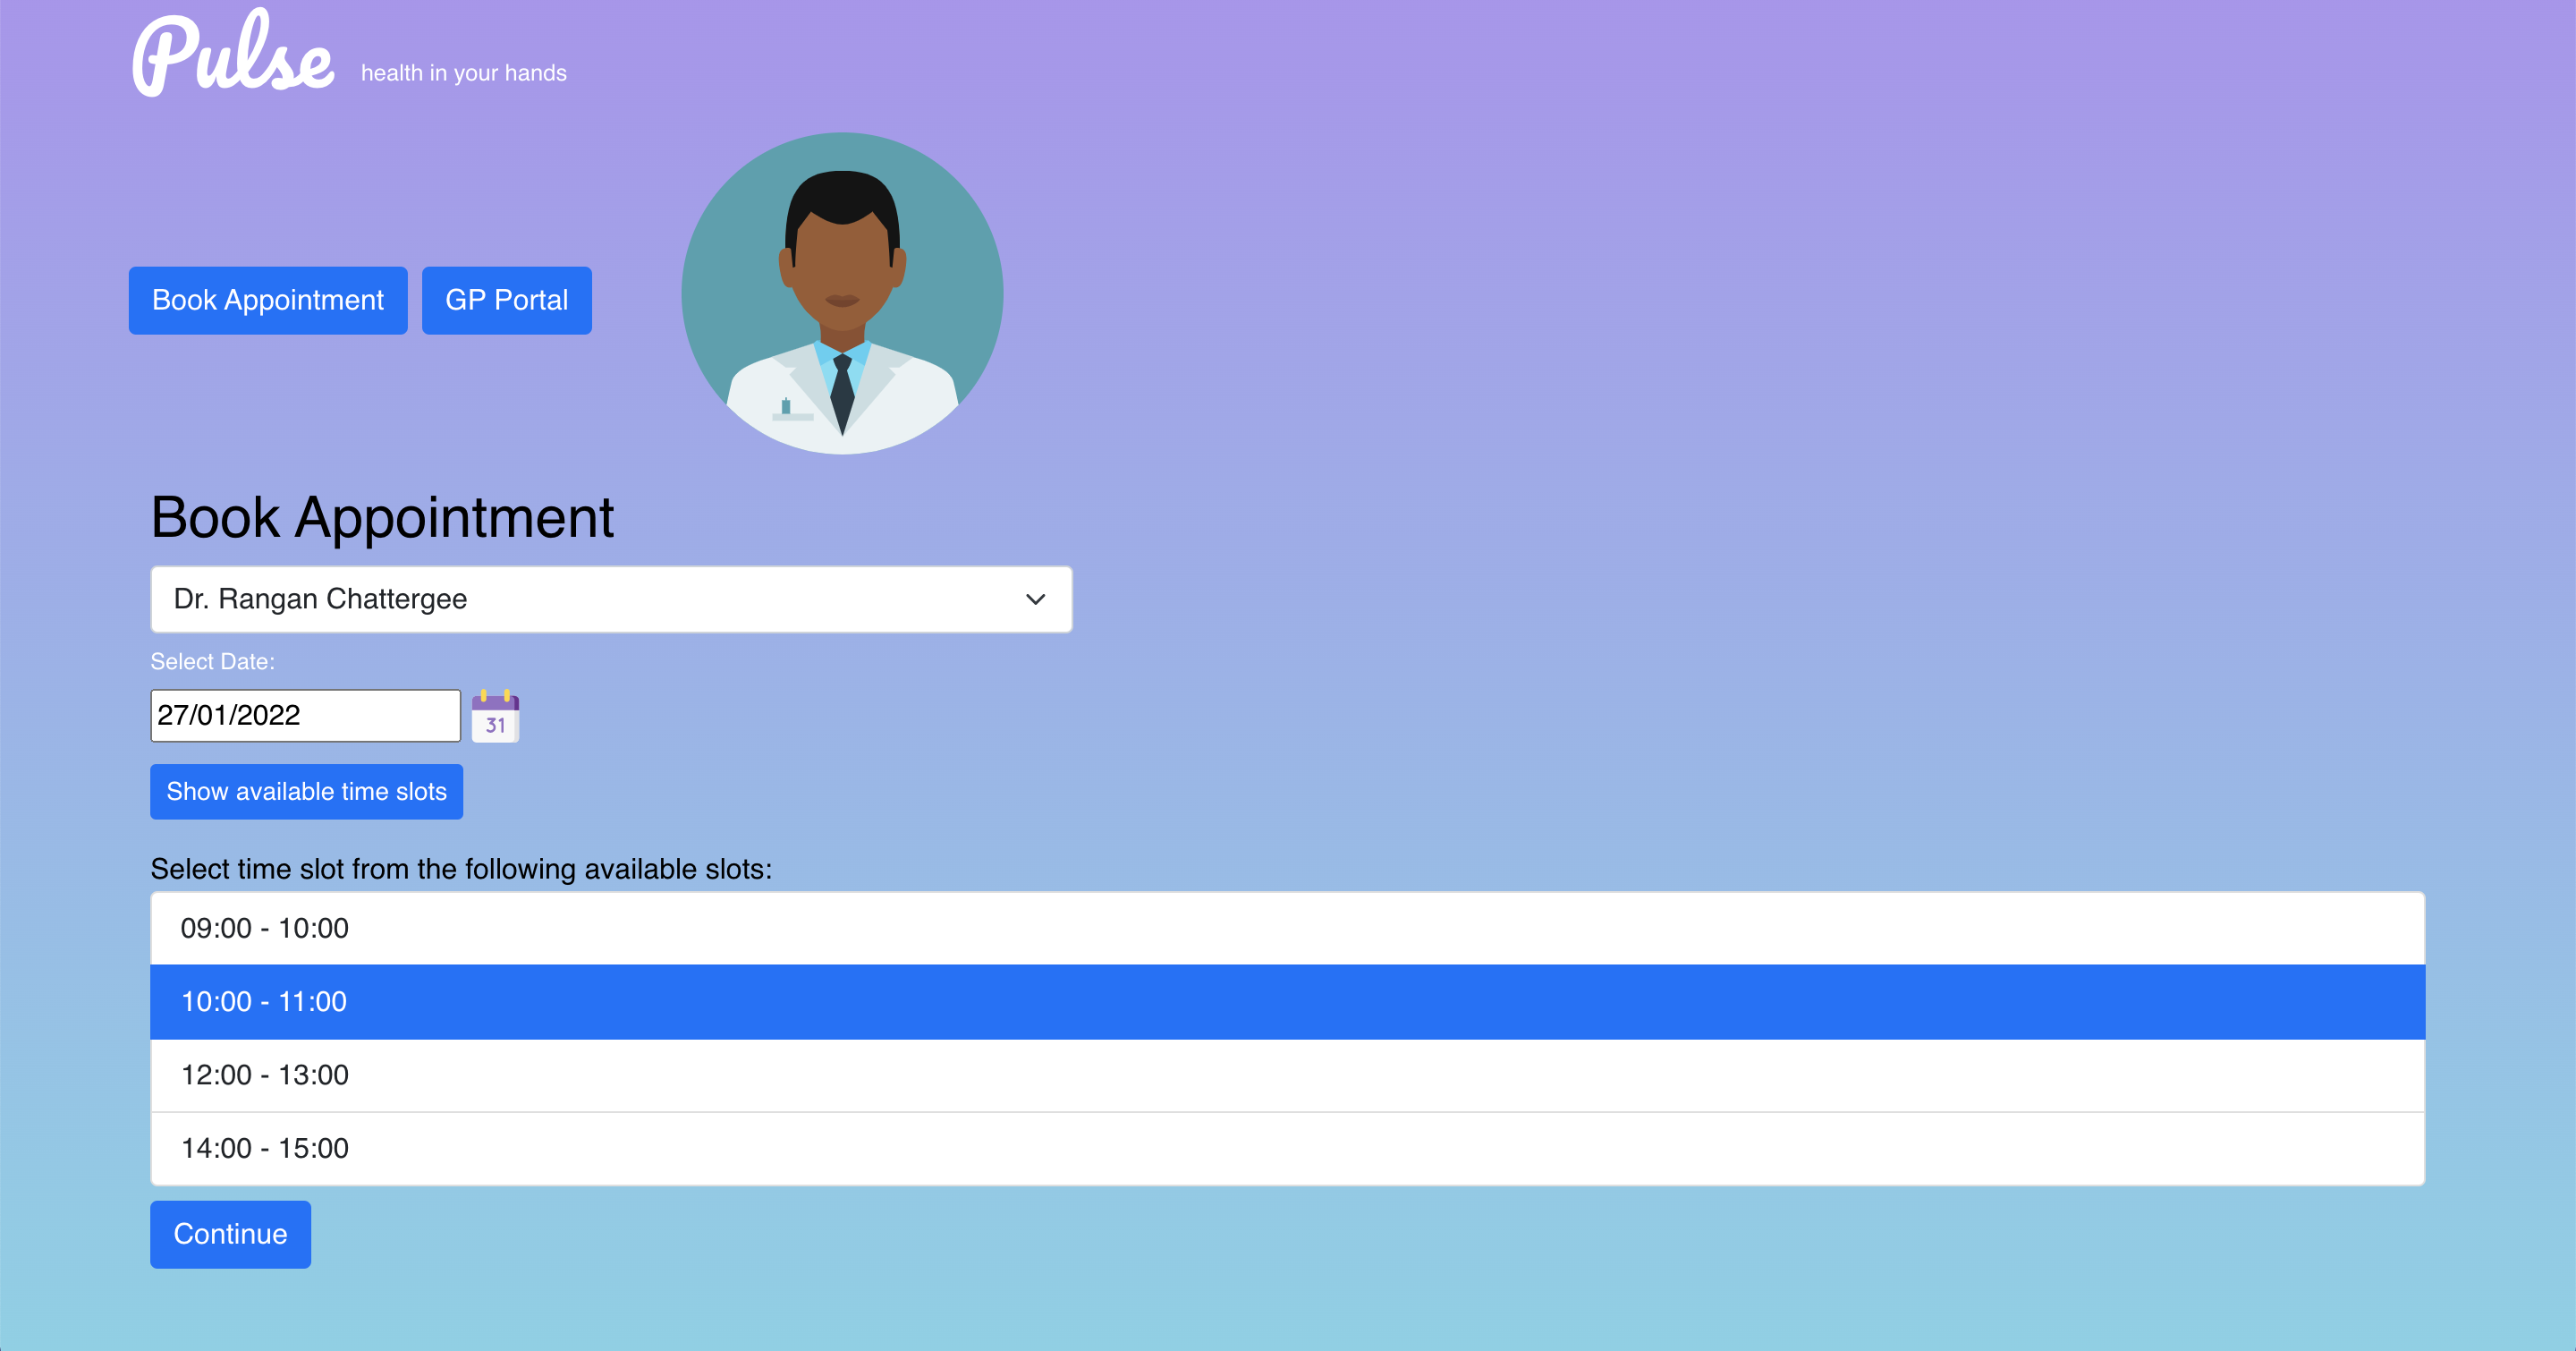 Pulse health in your hands
Book Appointment GP Portal
Book Appointment
Dr. Rangan Chattergee
Select Date:
27/01/2022
31
Show available time slots
Select time slot from the following available slots:
09:00 - 10:00
10:00 - 11:00
12:00 - 13:00
14:00 - 15:00
Continue